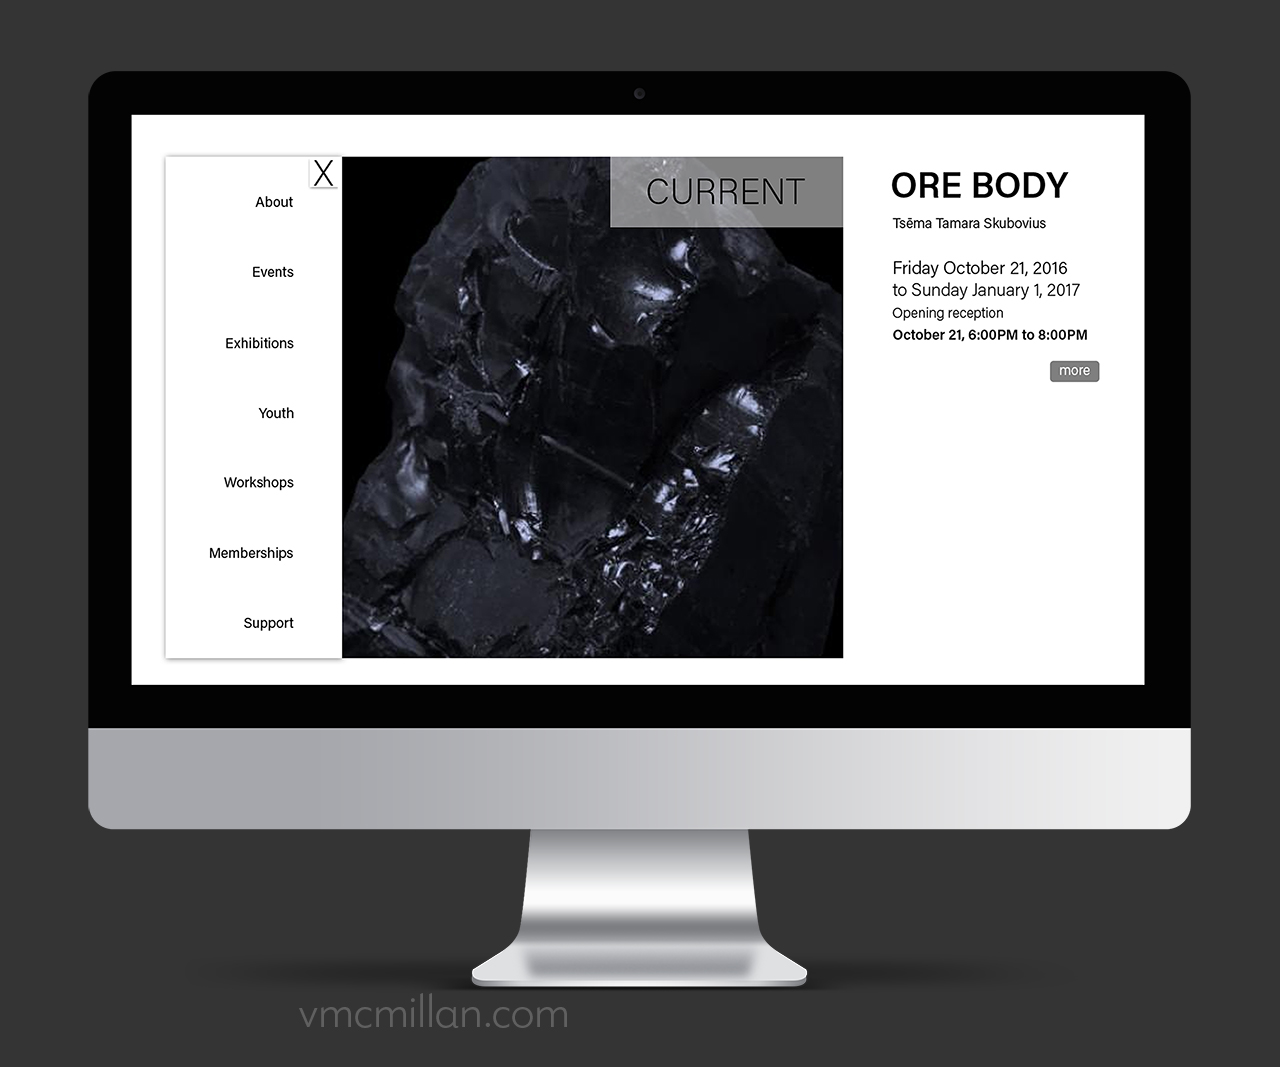 X
About
Events
Exhibitions
Youth
Workshops
Memberships
Support
CURRENT
ORE BODY
Tsēma Tamara Skubovius
Friday October 21, 2016
to Sunday January 1, 2017
Opening reception
October 21, 6:00PM to 8:00PM
more
vmcmillan.com